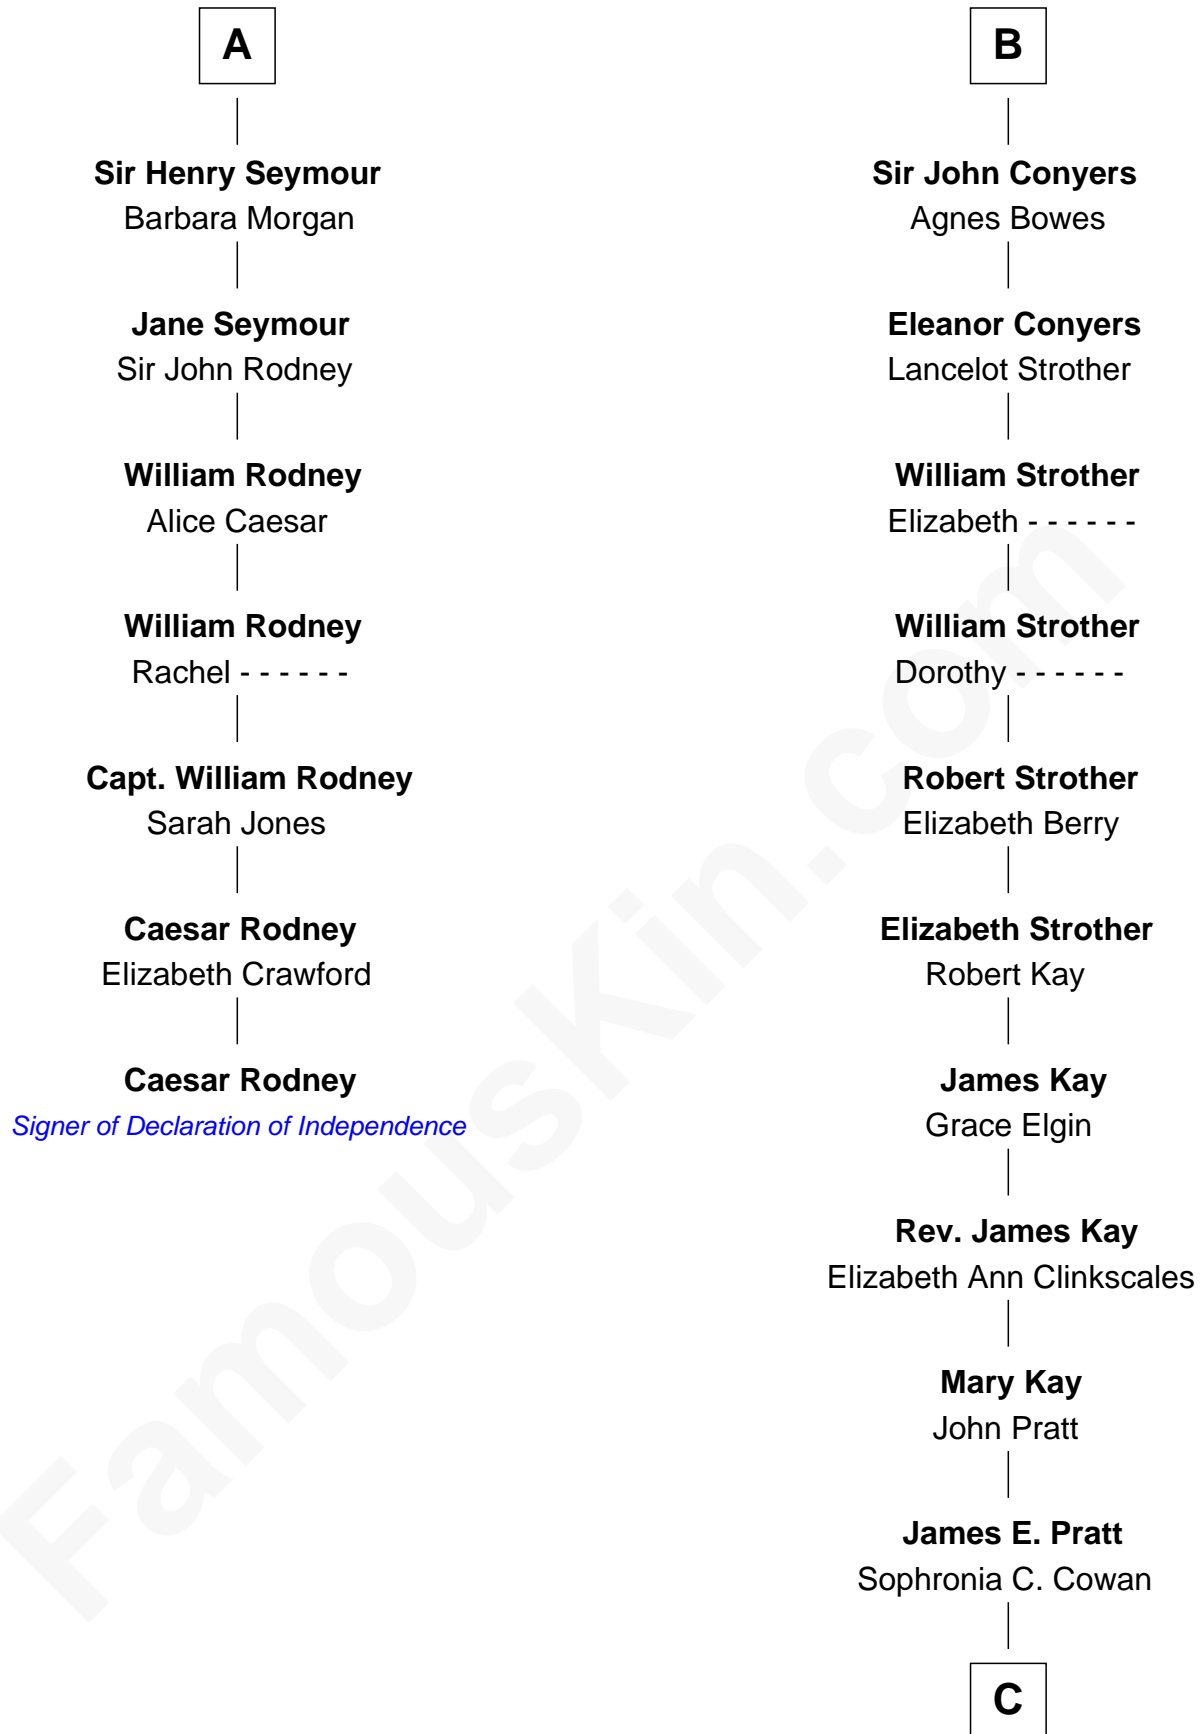 A
Sir Henry Seymour
Barbara Morgan
Jane Seymour
Sir John Rodney
William Rodney
Alice Caesar
William Rodney
Rachel - - - - - -
Capt. William Rodney
Sarah Jones
Caesar Rodney
Elizabeth Crawford
Caesar Rodney
Signer of Declaration of Independence
B
Sir John Conyers
Agnes Bowes
Eleanor Conyers
Lancelot Strother
William Strother
Elizabeth - - - - - -
William Strother
Dorothy - - - - - -
Robert Strother
Elizabeth Berry
Elizabeth Strother
Robert Kay
James Kay
Grace Elgin
Rev. James Kay
Elizabeth Ann Clinkscales
Mary Kay
John Pratt
James E. Pratt
Sophronia C. Cowan
C
FamousKin.com